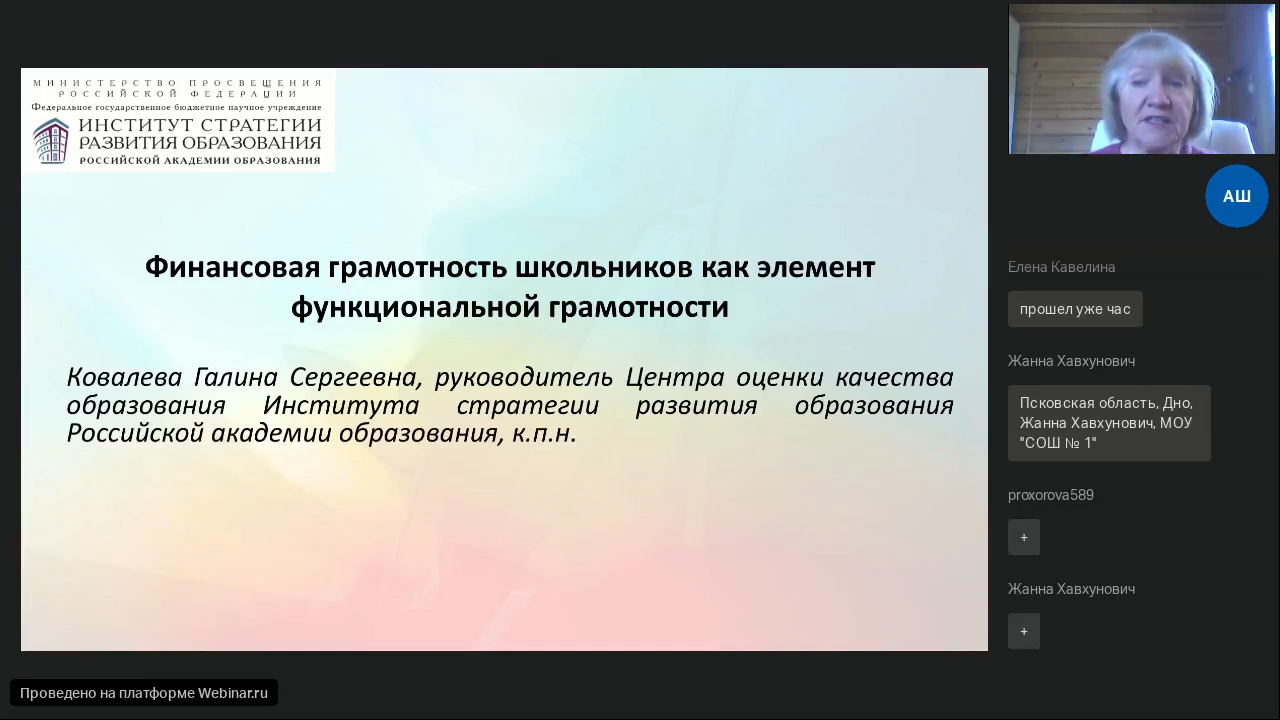 МИНИСТЕРСТВО ПРОСВЕЩЕНИЯ
РОССИЙСКОЙ ФЕДЕРАЦИИ
Федеральное государственное бюджетное научное учреждение
ИНСТИТУТ СТРАТЕГИИ
РАЗВИТИЯ ОБРАЗОВАНИЯ
РОССИЙСКОЙ АКАДЕМИИ ОБРАЗОВАНИЯ
Финансовая грамотность школьников как элемент
функциональной грамотности
Ковалева Галина Сергеевна, руководитель Центра оценки качества
образования Института стратегии развития образования
Российской академии образования, к.п.н.
АШ
Елена Кавелина
прошел уже час
Жанна Хавхунович
Псковская область, Дно,
Жанна Хавхунович, МОУ
"СОШ № 1"
proxorova589
+
Жанна Хавхунович
+
Проведено на платформе Webinar.ru